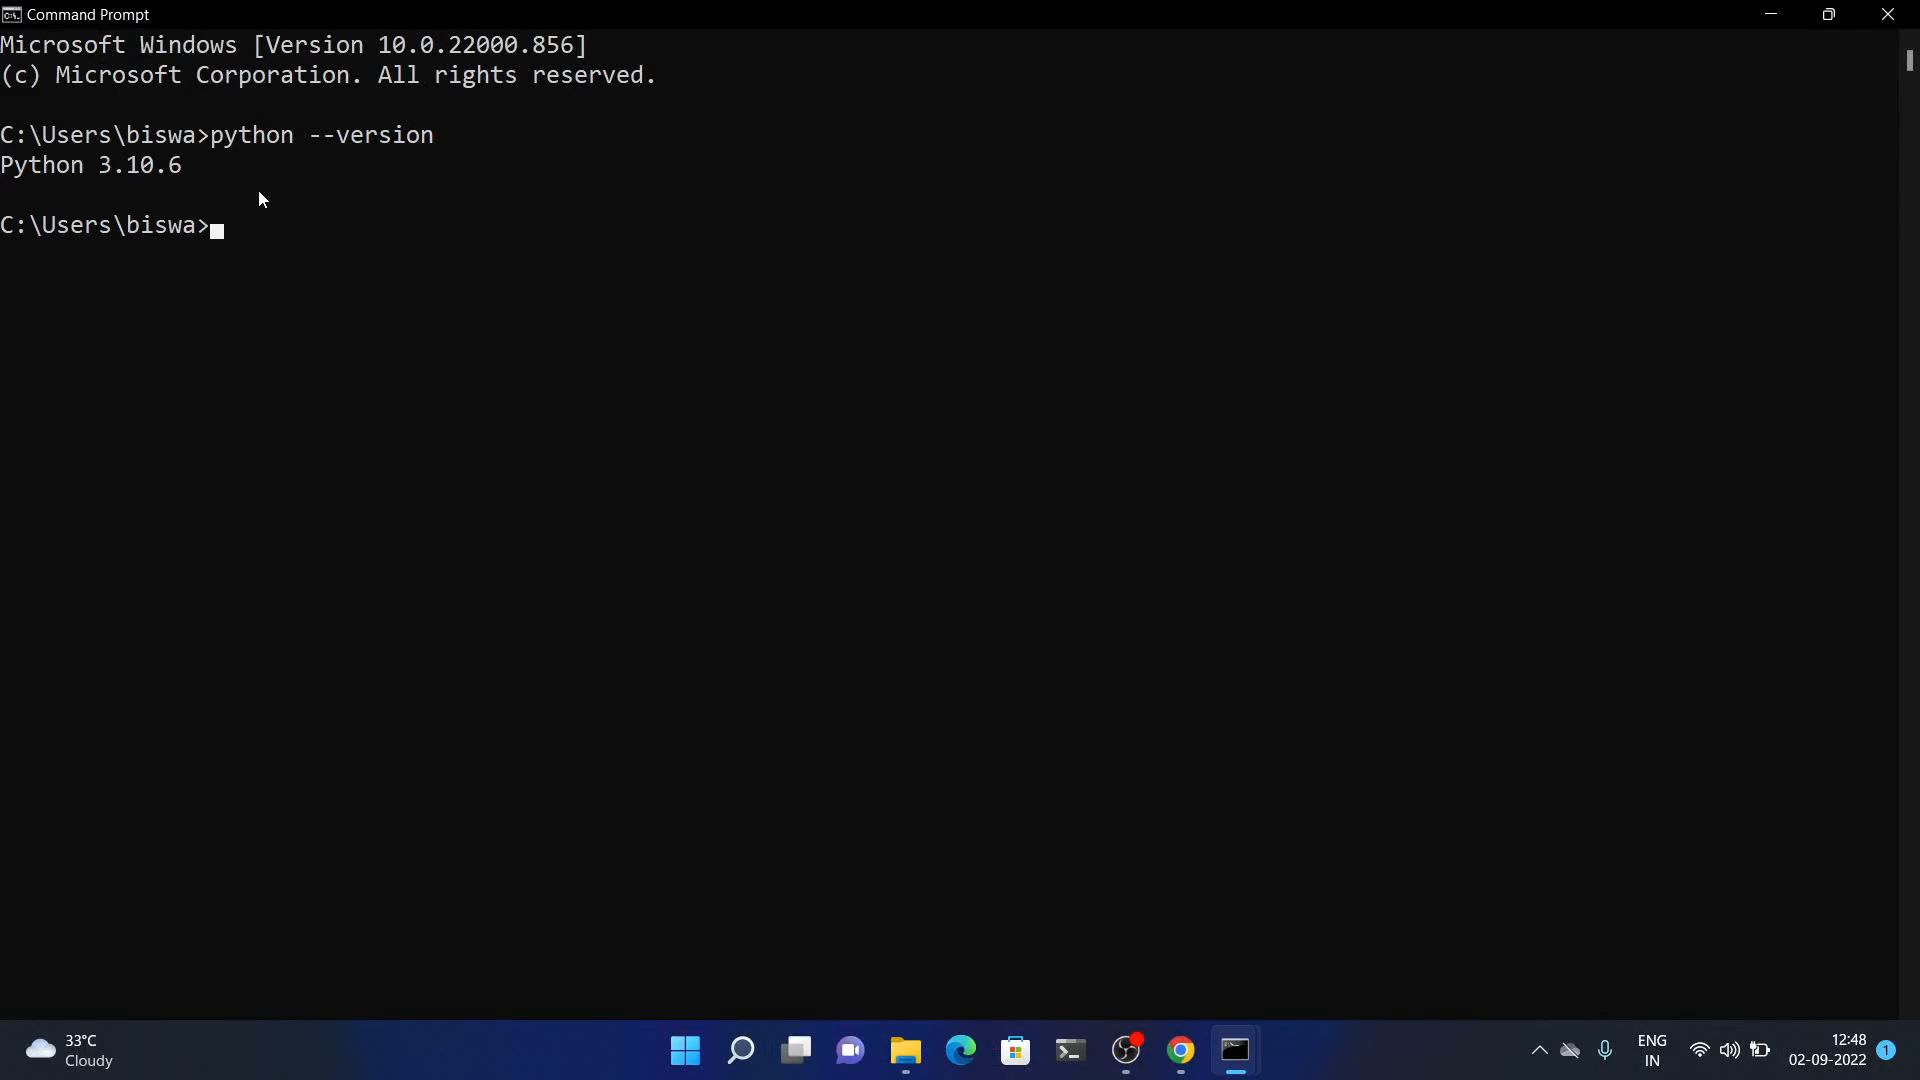 Command Prompt
Microsoft Windows [Version 10.0.22000.856]
(c) Microsoft Corporation. All rights reserved.
C:\Users\biswa>python --version
Python 3.10.6
C:\Users\biswa>
33°C
Cloudy
ENG
IN
12:48
02-09-2022
1